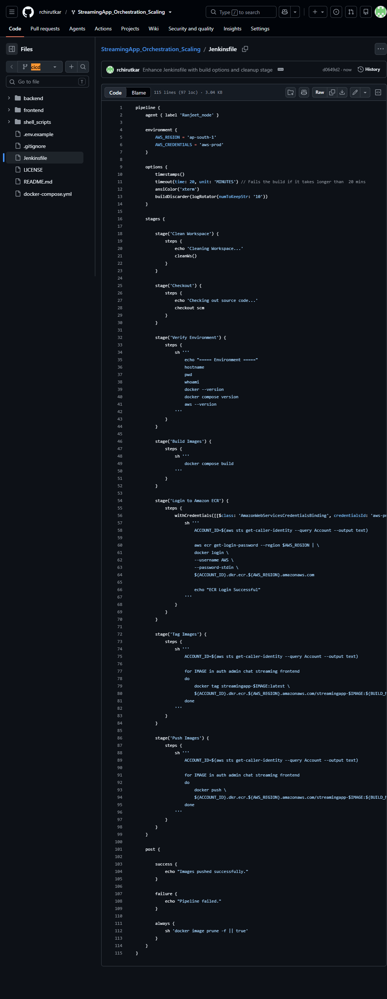 rchirutkar / StreamingApp_Orchestration_Scaling
Type / to search
Code Pull requests Agents Actions Projects Wiki Security and quality Insights Settings
Files
cicd
Go to file T
backend
frontend
shell_scripts
.env.example
.gitignore
Jenkinsfile
LICENSE
README.md
docker-compose.yml
StreamingApp_Orchestration_Scaling / Jenkinsfile
rchirutkar Enhance Jenkinsfile with build options and cleanup stage d0649d2 · now History
Code Blame 115 lines (97 loc) · 3.04 KB Raw
1 pipeline {
2 agent { label 'Ranjeet_node' }
3
4 environment {
5 AWS_REGION = 'ap-south-1'
6 AWS_CREDENTIALS = 'aws-prod'
7 }
8
9 options {
10 timestamps()
11 timeout(time: 20, unit: 'MINUTES') // Fails the build if it takes longer than  20 mins
12 ansiColor('xterm')
13 buildDiscarder(logRotator(numToKeepStr: '10'))
14 }
15
16 stages {
17
18 stage('Clean Workspace') {
19 steps {
20 echo 'Cleaning Workspace...'
21 cleanWs()
22 }
23 }
24
25 stage('Checkout') {
26 steps {
27 echo 'Checking out source code...'
28 checkout scm
29 }
30 }
31
32 stage('Verify Environment') {
33 steps {
34 sh '''
35 echo "===== Environment ====="
36 hostname
37 pwd
38 whoami
39 docker --version
40 docker compose version
41 aws --version
42 '''
43 }
44 }
45
46 stage('Build Images') {
47 steps {
48 sh '''
49 docker compose build
50 '''
51 }
52 }
53
54 stage('Login to Amazon ECR') {
55 steps {
56 withCredentials([[$class: 'AmazonWebServicesCredentialsBinding', credentialsId: 'aws-pr
57 sh '''
58 ACCOUNT_ID=$(aws sts get-caller-identity --query Account --output text)
59
60 aws ecr get-login-password --region $AWS_REGION | \
61 docker login \
62 --username AWS \
63 --password-stdin \
64 ${ACCOUNT_ID}.dkr.ecr.${AWS_REGION}.amazonaws.com
65
66 echo "ECR Login Successful"
67 '''
68 }
69 }
70 }
71
72 stage('Tag Images') {
73 steps {
74 sh '''
75 ACCOUNT_ID=$(aws sts get-caller-identity --query Account --output text)
76
77 for IMAGE in auth admin chat streaming frontend
78 do
79 docker tag streamingapp-$IMAGE:latest \
80 ${ACCOUNT_ID}.dkr.ecr.${AWS_REGION}.amazonaws.com/streamingapp-$IMAGE:${BUILD_N
81 done
82 '''
83 }
84 }
85
86 stage('Push Images') {
87 steps {
88 sh '''
89 ACCOUNT_ID=$(aws sts get-caller-identity --query Account --output text)
90
91 for IMAGE in auth admin chat streaming frontend
92 do
93 docker push \
94 ${ACCOUNT_ID}.dkr.ecr.${AWS_REGION}.amazonaws.com/streamingapp-$IMAGE:${BUILD_N
95 done
96 '''
97 }
98 }
99 }
100
101 post {
102
103 success {
104 echo "Images pushed successfully."
105 }
106
107 failure {
108 echo "Pipeline failed."
109 }
110
111 always {
112 sh 'docker image prune -f || true'
113 }
114 }
115 }